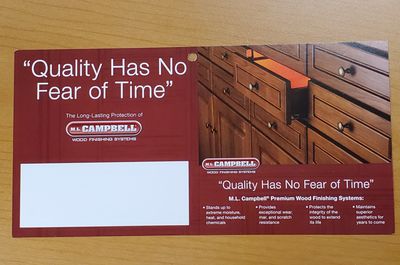 “Quality Has No
Fear of Time”
The Long-Lasting Protection of
M.L. CAMPBELL
WOOD FINISHING SYSTEMS
M.L. CAMPBELL
WOOD FINISHING SYSTEMS
“Quality Has No Fear of Time”
M.L. Campbell® Premium Wood Finishing Systems:
• Stands up to
extreme moisture,
heat, and household
chemicals
• Provides
exceptional wear,
mar, and scratch
resistance
• Protects the
integrity of the
wood to extend
its life
• Maintains
superior
aesthetics for
years to come